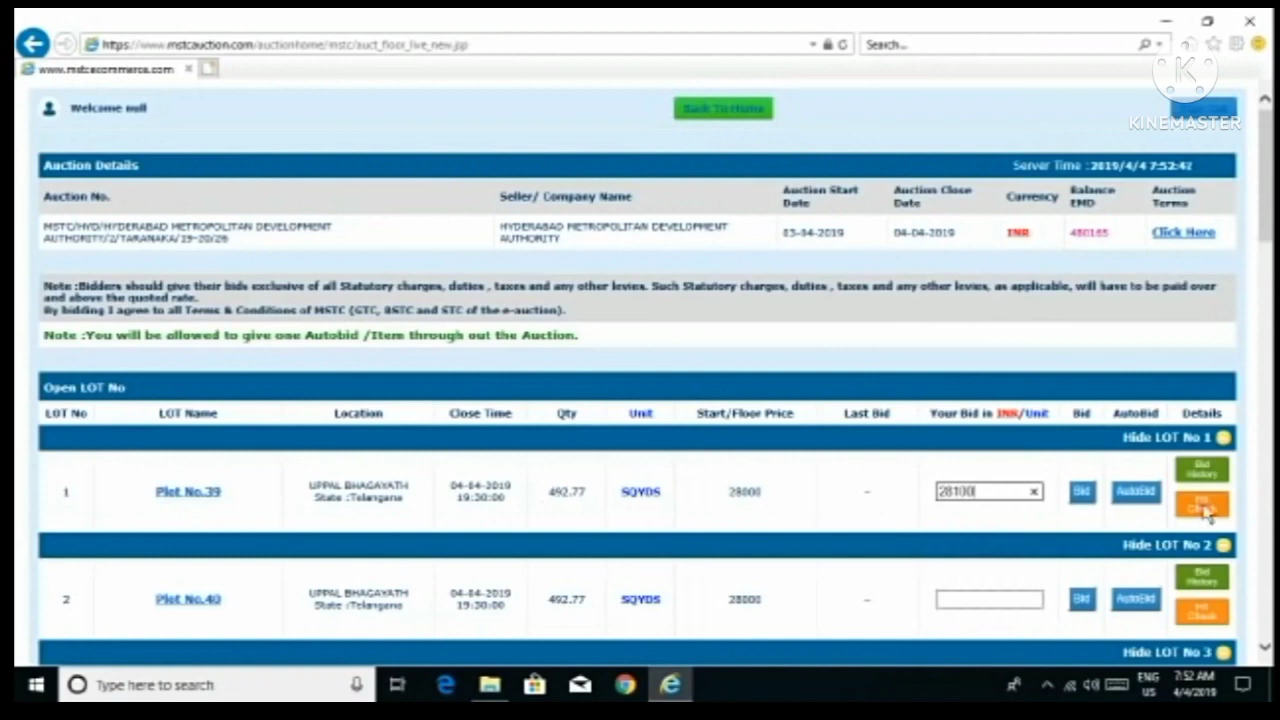 https://www.mstcauction.com/auctionhome/mstc/auct_floor_live_new.jsp
Search...
www.mstcecommerce.com
K
KINEMASTER
Welcome null
Back To Home
Auction Details
Server Time :2019/4/4 7:52:42
Auction No.
Seller/ Company Name
Auction Start Date
Auction Close Date
Currency
Balance EMD
Auction Terms
MSTC/HYD/HYDERABAD METROPOLITAN DEVELOPMENT
AUTHORITY/2/TARANAKA/19-20/26
HYDERABAD METROPOLITAN DEVELOPMENT
AUTHORITY
03-04-2019
04-04-2019
INR
480165
Click Here
Note :Bidders should give their bids exclusive of all Statutory charges, duties , taxes and any other levies. Such Statutory charges, duties , taxes and any other levies, as applicable, will have to be paid over
and above the quoted rate.
By bidding I agree to all Terms & Conditions of MSTC (GTC, BSTC and STC of the e-auction).
Note :You will be allowed to give one Autobid /Item through out the Auction.
Open LOT No
LOT No
LOT Name
Location
Close Time
Qty
Unit
Start/Floor Price
Last Bid
Your Bid in INR/Unit
Bid
AutoBid
Details
Hide LOT No 1
1
Plot No.39
UPPAL BHAGAYATH
State :Telangana
04-04-2019
19:30:00
492.77
SQYDS
28000
-
28100
x
Bid
AutoBid
Bid
History
Check
Hide LOT No 2
2
Plot No.40
UPPAL BHAGAYATH
State :Telangana
04-04-2019
19:30:00
492.77
SQYDS
28000
-
Bid
AutoBid
Bid
History
Check
Hide LOT No 3
Type here to search
ENG
US
7:52 AM
4/4/2019